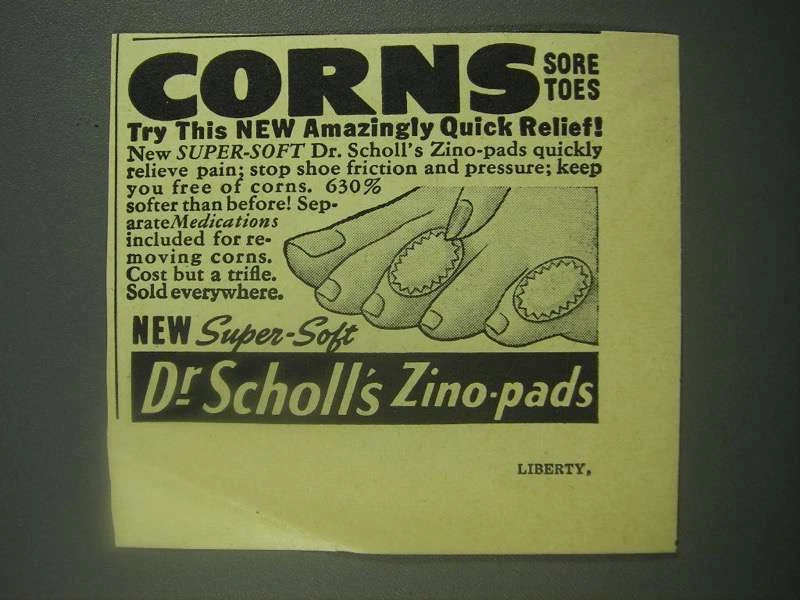 CORNS SORE TOES
Try This NEW Amazingly Quick Relief!
New SUPER-SOFT Dr. Scholl's Zino-pads quickly
relieve pain; stop shoe friction and pressure; keep
you free of corns. 630%
softer than before! Sep-
arate Medications
included for re-
moving corns.
Cost but a trifle.
Sold everywhere.
NEW Super-Soft
Dr Scholl's Zino-pads
LIBERTY,